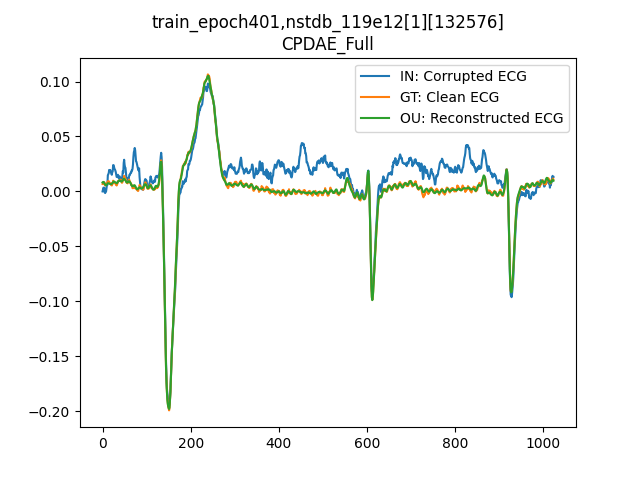 train_epoch401,nstdb_119e12[1][132576]
CPDAE_Full
IN: Corrupted ECG
GT: Clean ECG
OU: Reconstructed ECG
0.10
0.05
0.00
−0.05
−0.10
−0.15
−0.20
0 200 400 600 800 1000